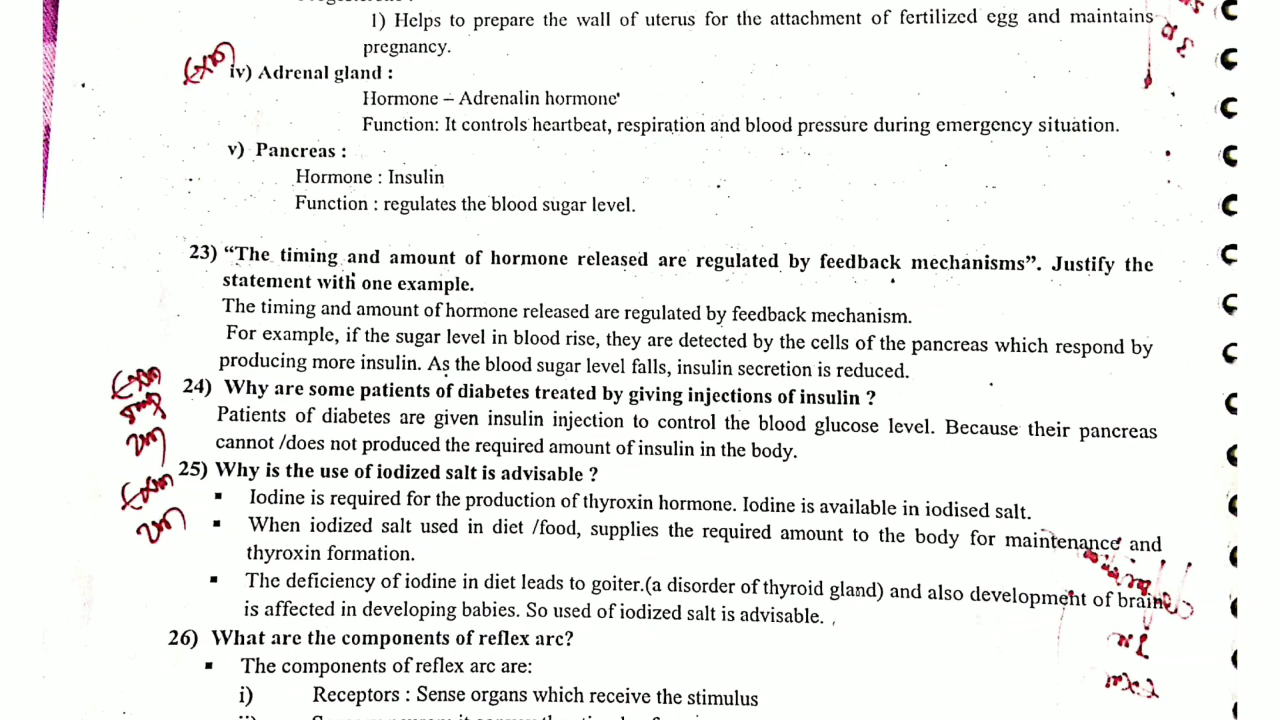 1) Helps to prepare the wall of uterus for the attachment of fertilized egg and maintains
pregnancy.
Exm
iv) Adrenal gland :
Hormone – Adrenalin hormone
Function: It controls heartbeat, respiration and blood pressure during emergency situation.
v) Pancreas :
Hormone : Insulin
Function : regulates the blood sugar level.
23) “The timing and amount of hormone released are regulated by feedback mechanisms”. Justify the
statement with one example.
The timing and amount of hormone released are regulated by feedback mechanism.
For example, if the sugar level in blood rise, they are detected by the cells of the pancreas which respond by
producing more insulin. As the blood sugar level falls, insulin secretion is reduced.
Exm
24) Why are some patients of diabetes treated by giving injections of insulin ?
Patients of diabetes are given insulin injection to control the blood glucose level. Because their pancreas
cannot /does not produced the required amount of insulin in the body.
25) Why is the use of iodized salt is advisable ?
Exm
▪ Iodine is required for the production of thyroxin hormone. Iodine is available in iodised salt.
▪ When iodized salt used in diet /food, supplies the required amount to the body for maintenance and
thyroxin formation.
▪ The deficiency of iodine in diet leads to goiter.(a disorder of thyroid gland) and also development of brain
is affected in developing babies. So used of iodized salt is advisable.
26) What are the components of reflex arc?
▪ The components of reflex arc are:
i) Receptors : Sense organs which receive the stimulus